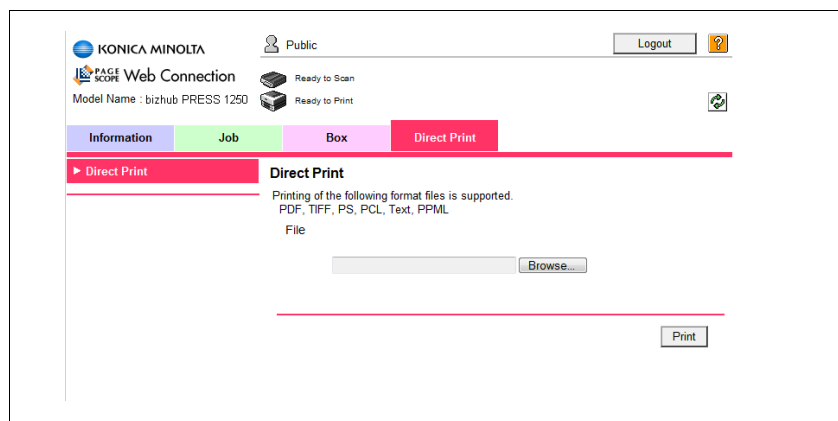 KONICA MINOLTA
Public
Logout
?
PAGE SCOPE Web Connection
Ready to Scan
Model Name : bizhub PRESS 1250
Ready to Print
Information Job Box Direct Print
Direct Print
Direct Print
Printing of the following format files is supported.
PDF, TIFF, PS, PCL, Text, PPML
File
Browse...
Print